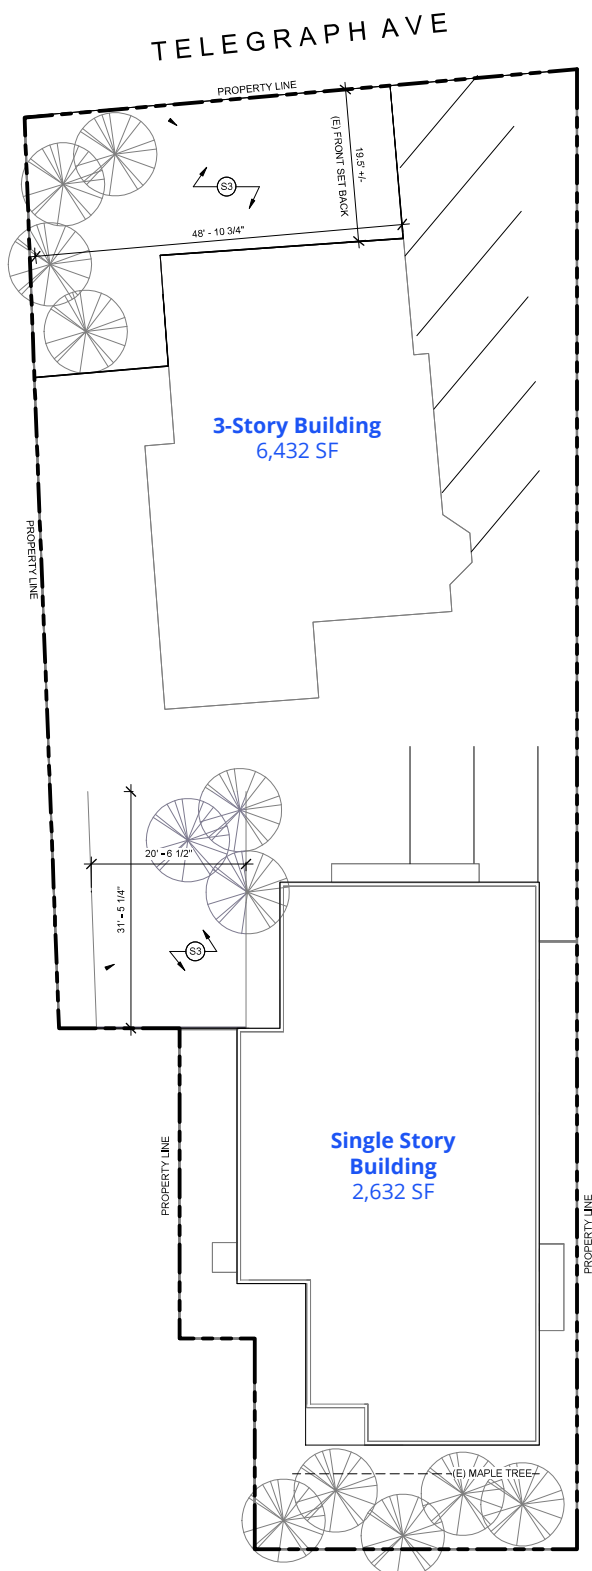 TELEGRAPH AVE
PROPERTY LINE
(E) FRONT SET BACK
19.5' +/-
S3
48' - 10 3/4"
3-Story Building
6,432 SF
PROPERTY LINE
20' - 6 1/2"
31' - 5 1/4"
S3
Single Story
Building
2,632 SF
PROPERTY LINE
PROPERTY LINE
(E) MAPLE TREE